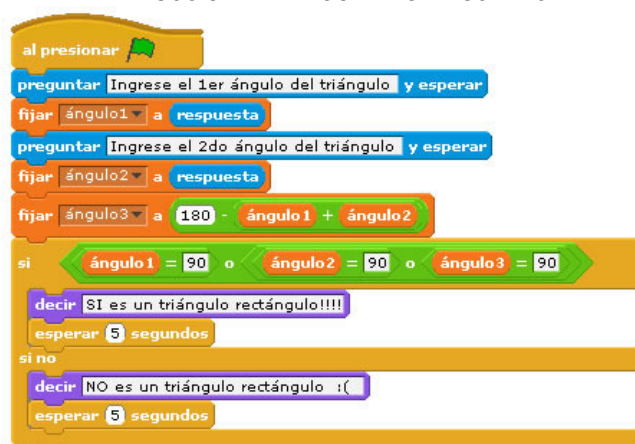 al presionar
preguntar Ingrese el 1er ángulo del triángulo y esperar
fijar ángulo1 a respuesta
preguntar Ingrese el 2do ángulo del triángulo y esperar
fijar ángulo2 a respuesta
fijar ángulo3 a 180 - ángulo1 + ángulo2
si ángulo1 = 90 o ángulo2 = 90 o ángulo3 = 90
decir SI es un triángulo rectángulo!!!!
esperar 5 segundos
si no
decir NO es un triángulo rectángulo :(
esperar 5 segundos